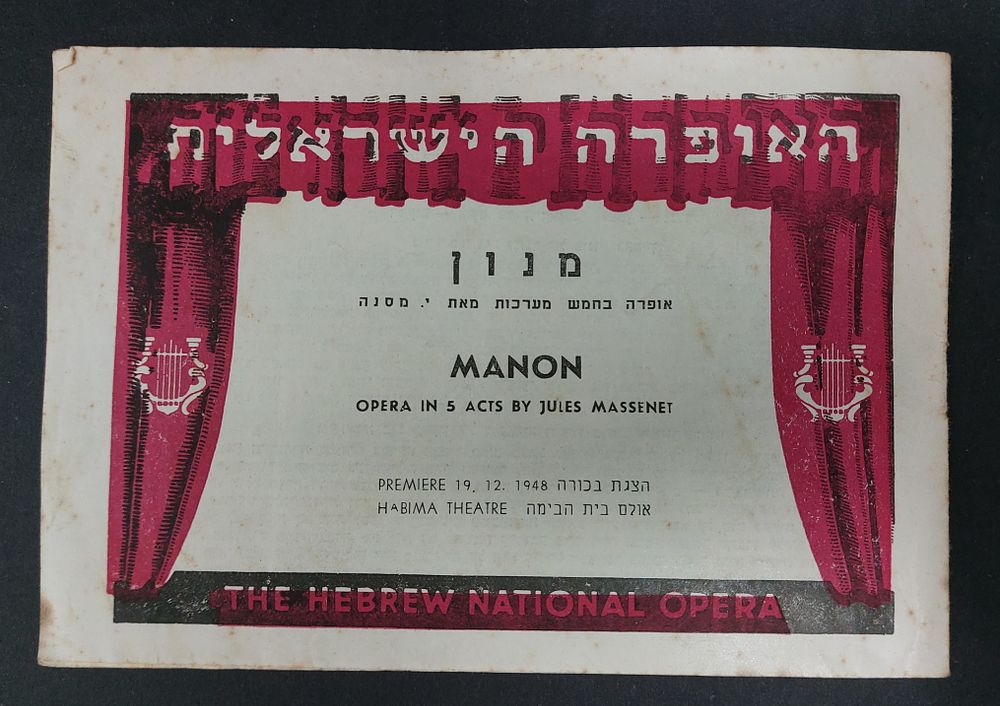 האופרה הישראלית
מנון
אופרה בחמש מערכות מאת י. מסנה
MANON
OPERA IN 5 ACTS BY JULES MASSENET
PREMIERE 19. 12. 1948 הצגת בכורה
HABIMA THEATRE אולם בית הבימה
THE HEBREW NATIONAL OPERA